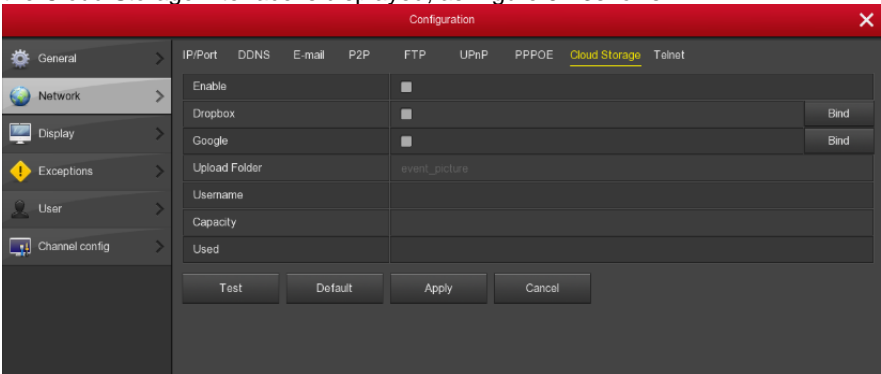 Configuration
General
Network
Display
Exceptions
User
Channel config
IP/Port DDNS E-mail P2P FTP UPnP PPPOE Cloud Storage Telnet
Enable
Dropbox Bind
Google Bind
Upload Folder event_picture
Username
Capacity
Used
Test Default Apply Cancel